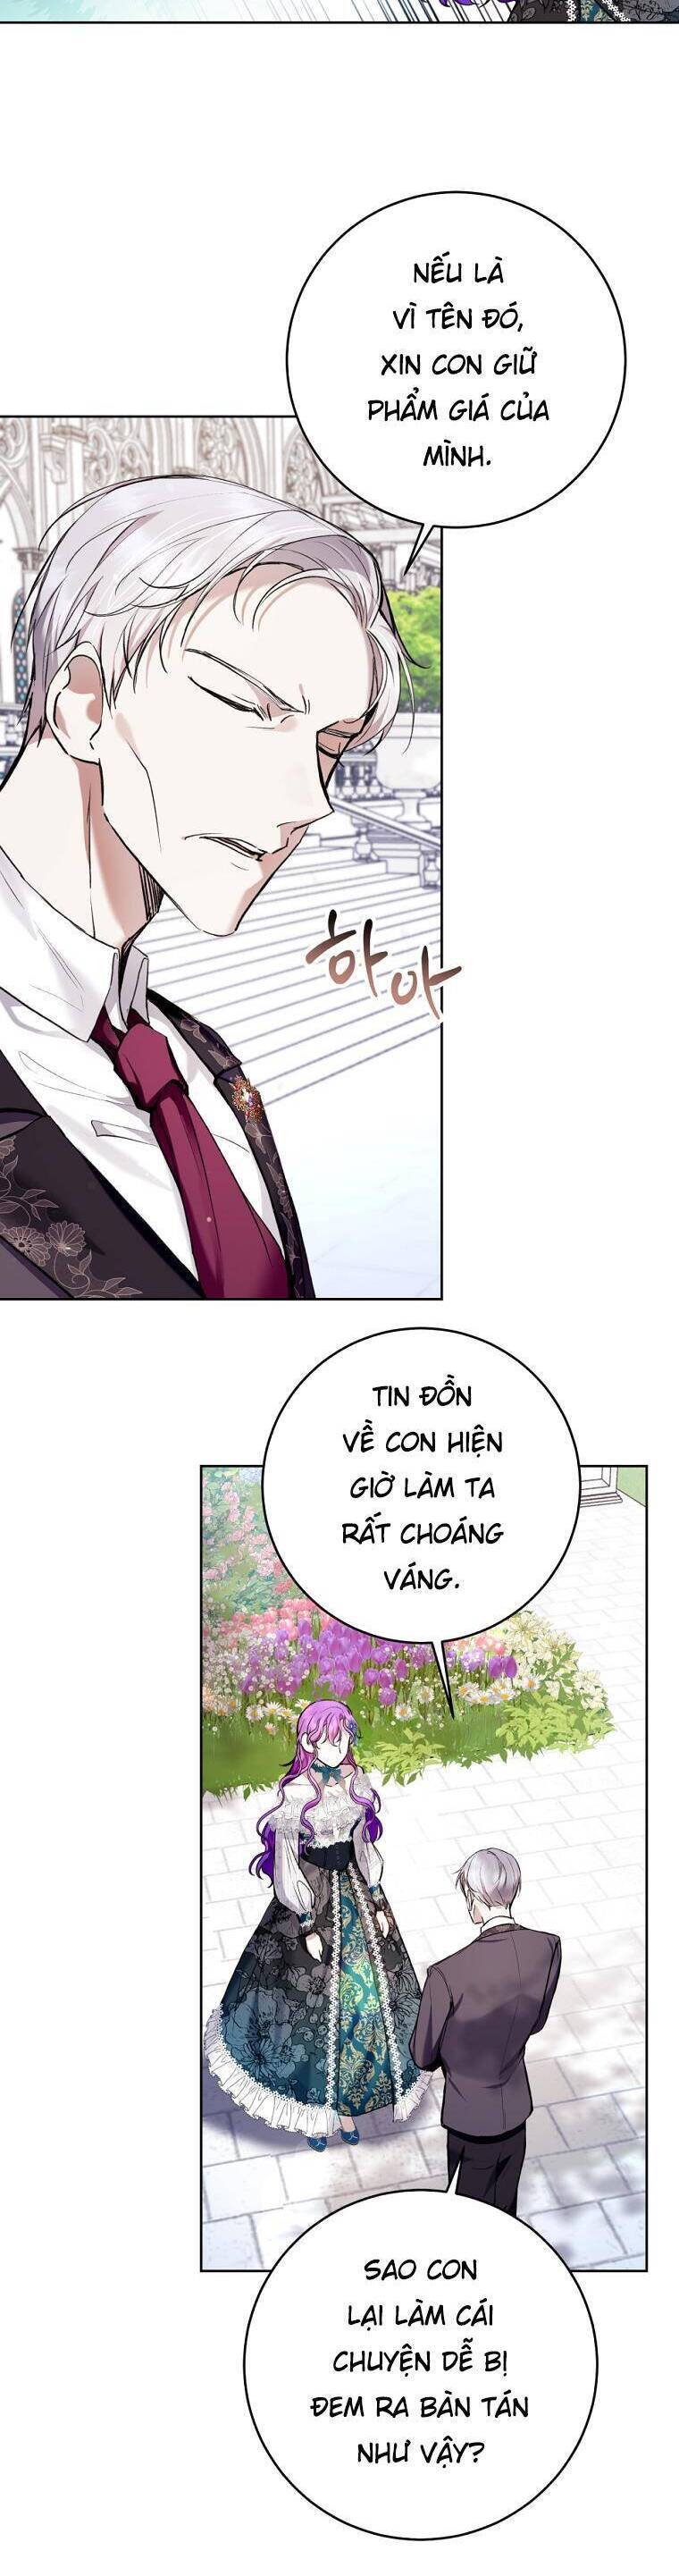 NẾU LÀ
VÌ TÊN ĐÓ,
XIN CON GIỮ
PHẨM GIÁ CỦA
MÌNH.
하아
TIN ĐỒN
VỀ CON HIỆN
GIỜ LÀM TA
RẤT CHOÁNG
VÁNG.
SAO CON
LẠI LÀM CÁI
CHUYỆN DỄ BỊ
ĐEM RA BÀN TÁN
NHƯ VẬY?